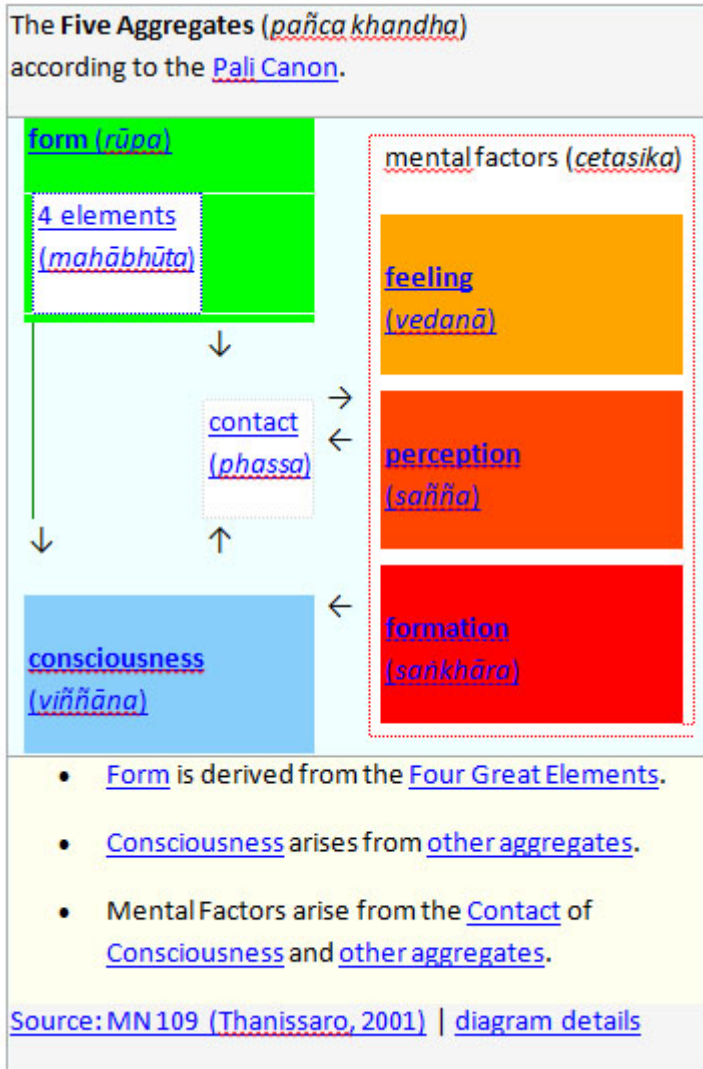 The Five Aggregates (pañca khandha)
according to the Pali Canon.
form (rūpa)
4 elements
(mahābhūta)
↓
contact
(phassa)
→
←
↓
↑
←
consciousness
(viññāna)
mental factors (cetasika)
feeling
(vedanā)
perception
(sañña)
formation
(saṅkhāra)
• Form is derived from the Four Great Elements.
• Consciousness arises from other aggregates.
• Mental Factors arise from the Contact of
Consciousness and other aggregates.
Source: MN 109 (Thanissaro, 2001) | diagram details